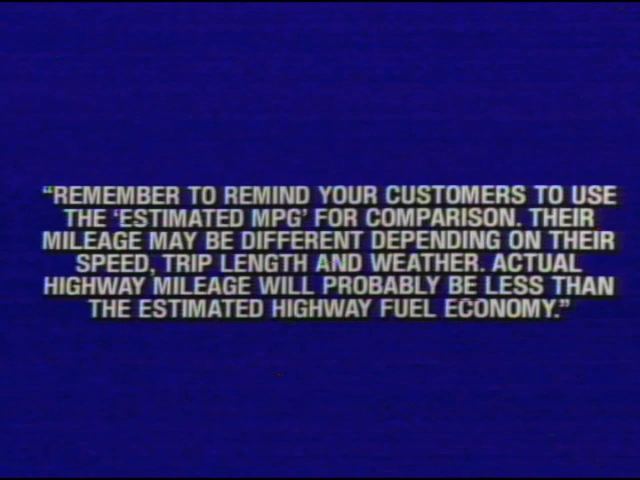 “REMEMBER TO REMIND YOUR CUSTOMERS TO USE
THE ‘ESTIMATED MPG’ FOR COMPARISON. THEIR
MILEAGE MAY BE DIFFERENT DEPENDING ON THEIR
SPEED, TRIP LENGTH AND WEATHER. ACTUAL
HIGHWAY MILEAGE WILL PROBABLY BE LESS THAN
THE ESTIMATED HIGHWAY FUEL ECONOMY.”